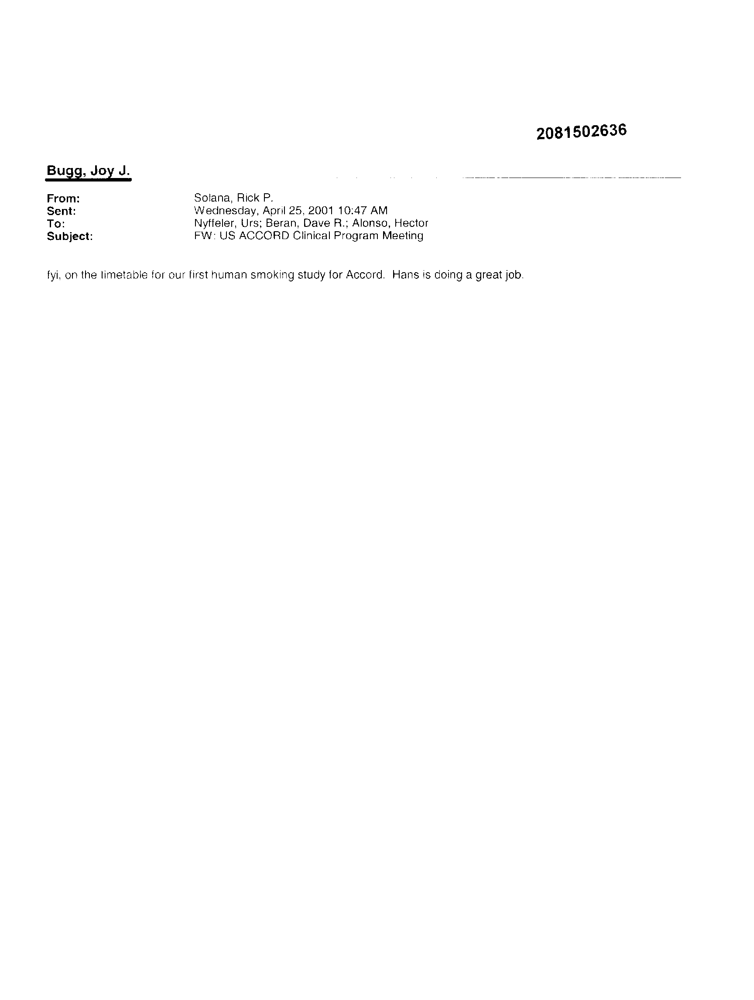 2081502636
Bugg, Joy J.
From: Solana, Rick P.
Sent: Wednesday, April 25, 2001 10:47 AM
To: Nyffeler, Urs; Beran, Dave R.; Alonso, Hector
Subject: FW: US ACCORD Clinical Program Meeting
fyi, on the timetable for our first human smoking study for Accord. Hans is doing a great job.